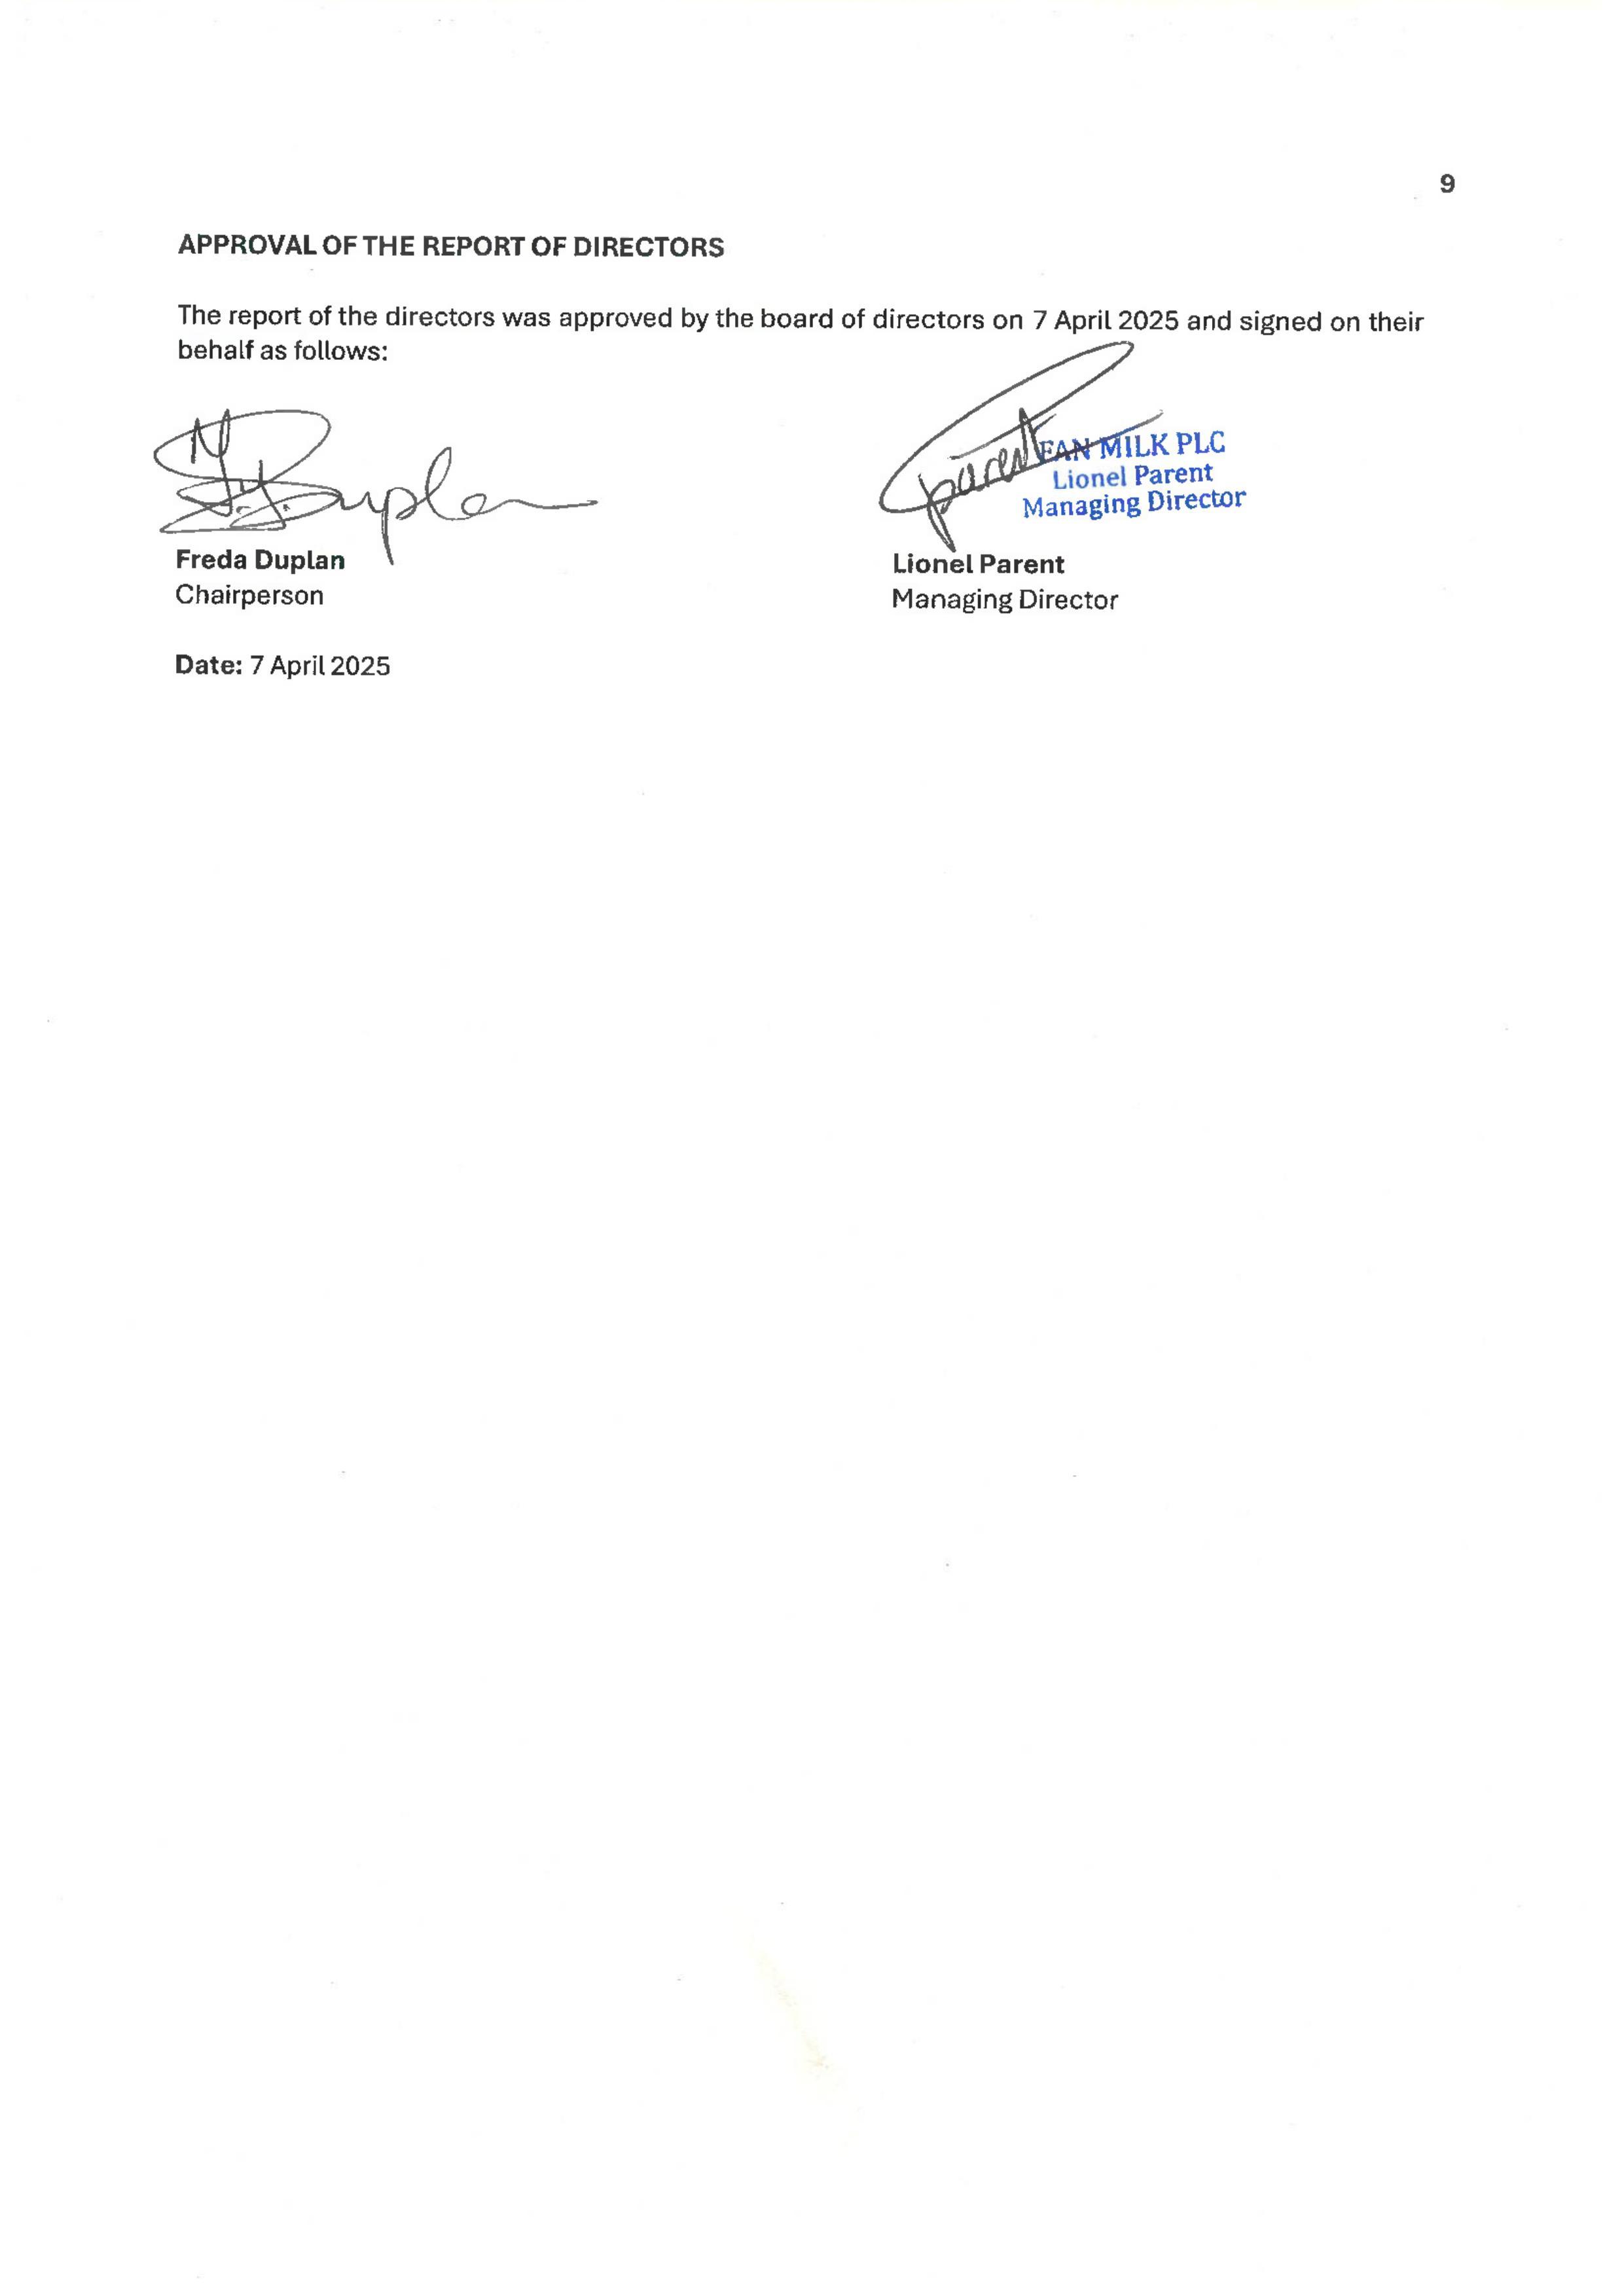 9
APPROVAL OF THE REPORT OF DIRECTORS
The report of the directors was approved by the board of directors on 7 April 2025 and signed on their
behalf as follows:
Duplan
parent
FAN MILK PLC
Lionel Parent
Managing Director
Freda Duplan
Chairperson
Lionel Parent
Managing Director
Date: 7 April 2025